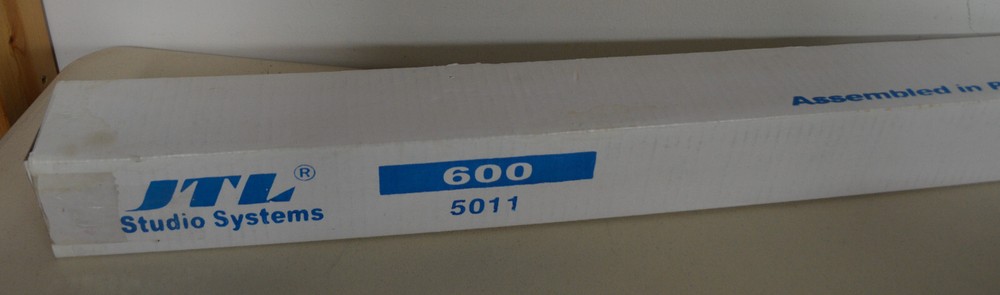 Assembled in
JTL®
Studio Systems
600
5011